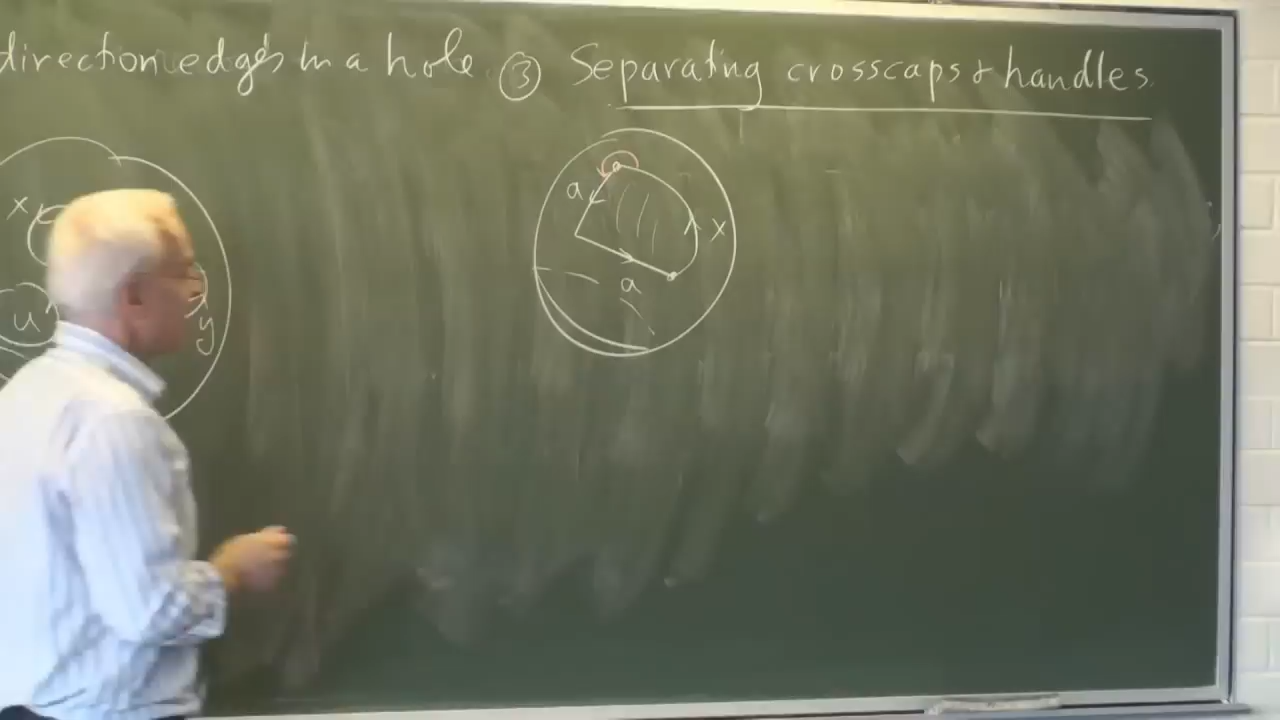 direction edges in a hole
③ Separating crosscaps & handles
x
u
y
a
x
a